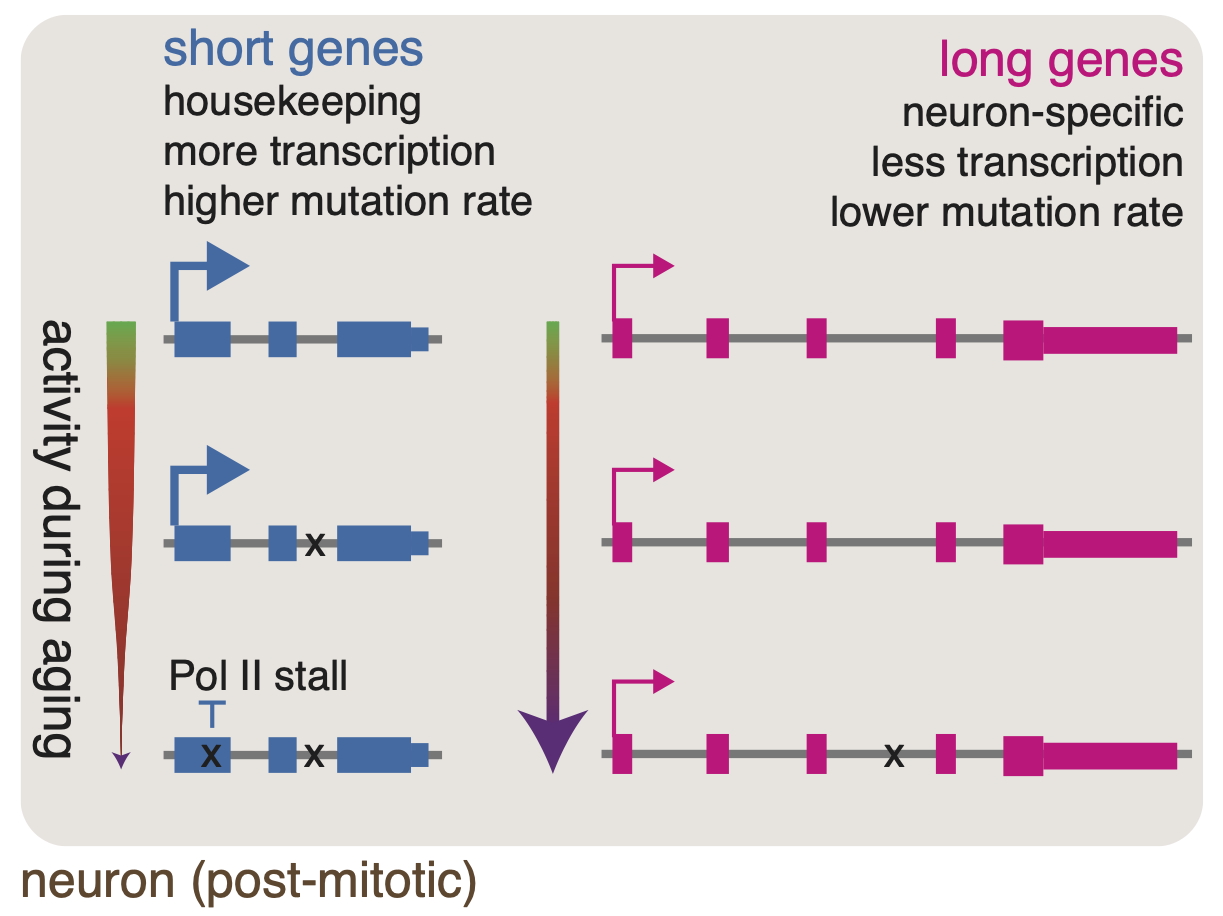 short genes
housekeeping
more transcription
higher mutation rate
long genes
neuron-specific
less transcription
lower mutation rate
activity during aging
x
Pol II stall
x
x
x
neuron (post-mitotic)